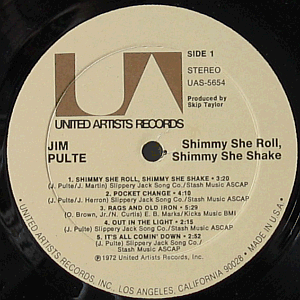 SIDE 1
STEREO
UAS-5654
Produced by
Skip Taylor
UA
UNITED ARTISTS RECORDS
JIM
PULTE
Shimmy She Roll,
, Shimmy She Shake
1. SHIMMY SHE ROLL, SHIMMY SHE SHAKE • 3:20
(J. Pulte/J. Martin) Slippery Jack Song Co./Stash Music ASCAP
2. POCKET CHANGE • 4:10
(J. Pulte/J. Herron) Slippery Jack Song Co./Stash Music ASCAP
3. RAGS AND OLD IRON • 5:29
(O. Brown, Jr./N. Curtis) E. B. Marks/Kicks Music BMI
4. OUT IN THE LIGHT • 2:15
(J. Pulte) Slippery Jack Song Co./Stash Music ASCAP
5. IT'S ALL COMIN' DOWN • 2:52
(J. Pulte) Slippery Jack Song Co./
Stash Music ASCAP
℗ 1972 United Artists Records, Inc.
• UNITED ARTISTS RECORDS, INC., LOS ANGELES, CALIFORNIA 90028 • MADE IN U.S.A.